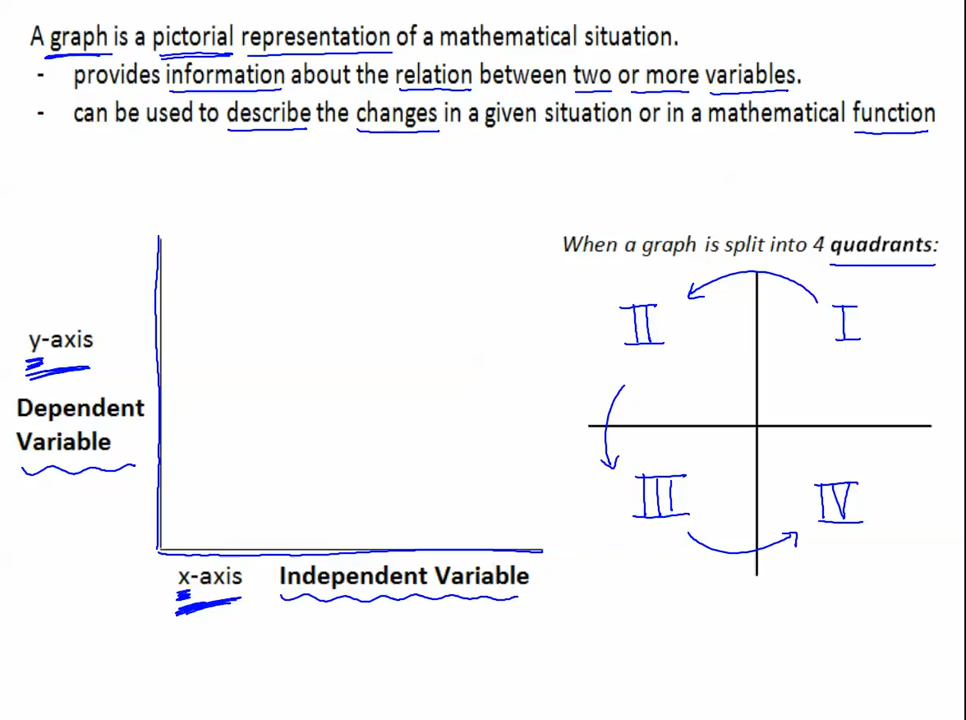 A graph is a pictorial representation of a mathematical situation.
- provides information about the relation between two or more variables.
- can be used to describe the changes in a given situation or in a mathematical function
y-axis
Dependent
Variable
x-axis Independent Variable
When a graph is split into 4 quadrants:
II I
III IV